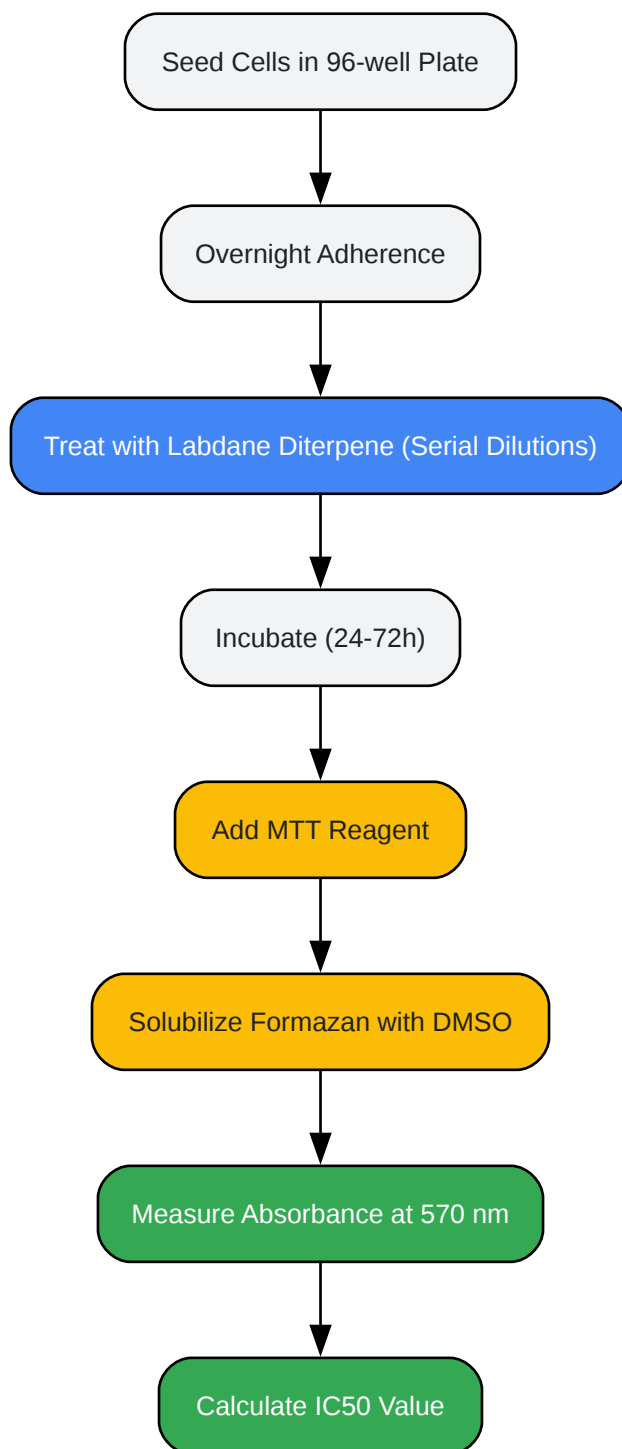 Seed Cells in 96-well Plate
Overnight Adherence
Treat with Labdane Diterpene (Serial Dilutions)
Incubate (24-72h)
Add MTT Reagent
Solubilize Formazan with DMSO
Measure Absorbance at 570 nm
Calculate IC50 Value